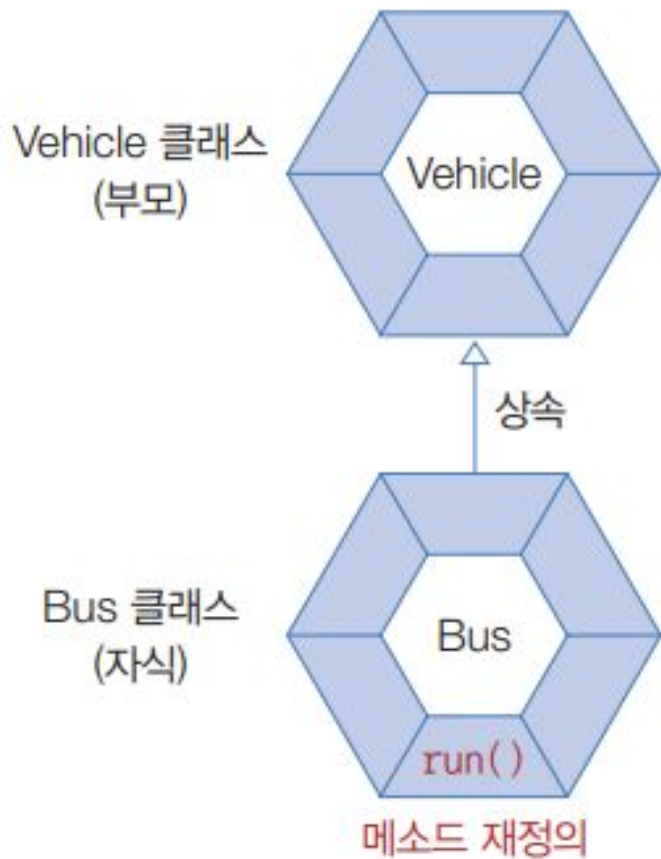 Vehicle 클래스
(부모)
Vehicle
상속
Bus 클래스
(자식)
Bus
run()
메소드 재정의